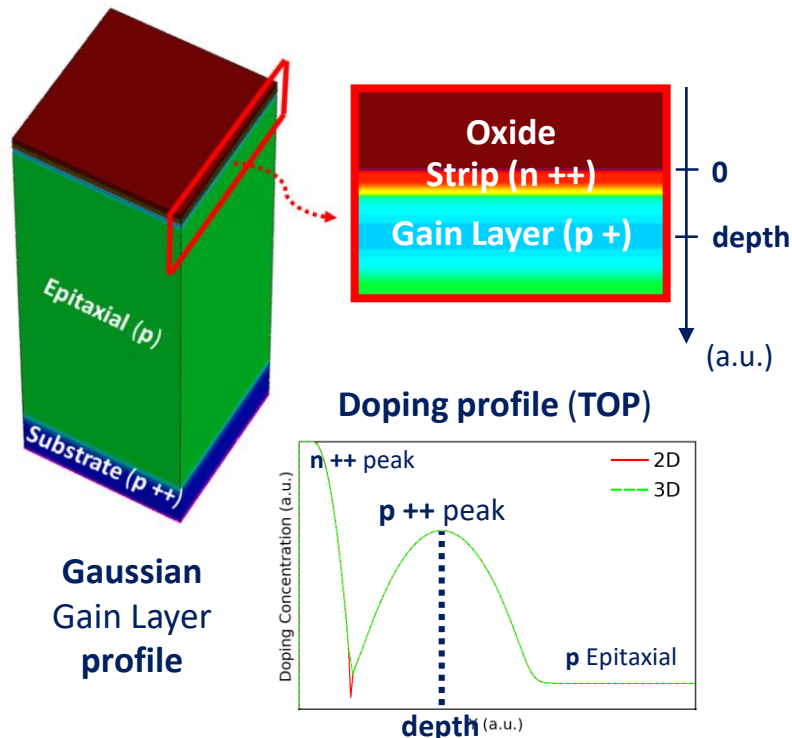 Oxide
Strip (n ++)
Gain Layer (p +)
0
depth
(a.u.)
Epitaxial (p)
Substrate (p ++)
Gaussian
Gain Layer
profile
Doping profile (TOP)
n ++ peak
2D
3D
p ++ peak
Doping Concentration (a.u.)
p Epitaxial
depth (a.u.)